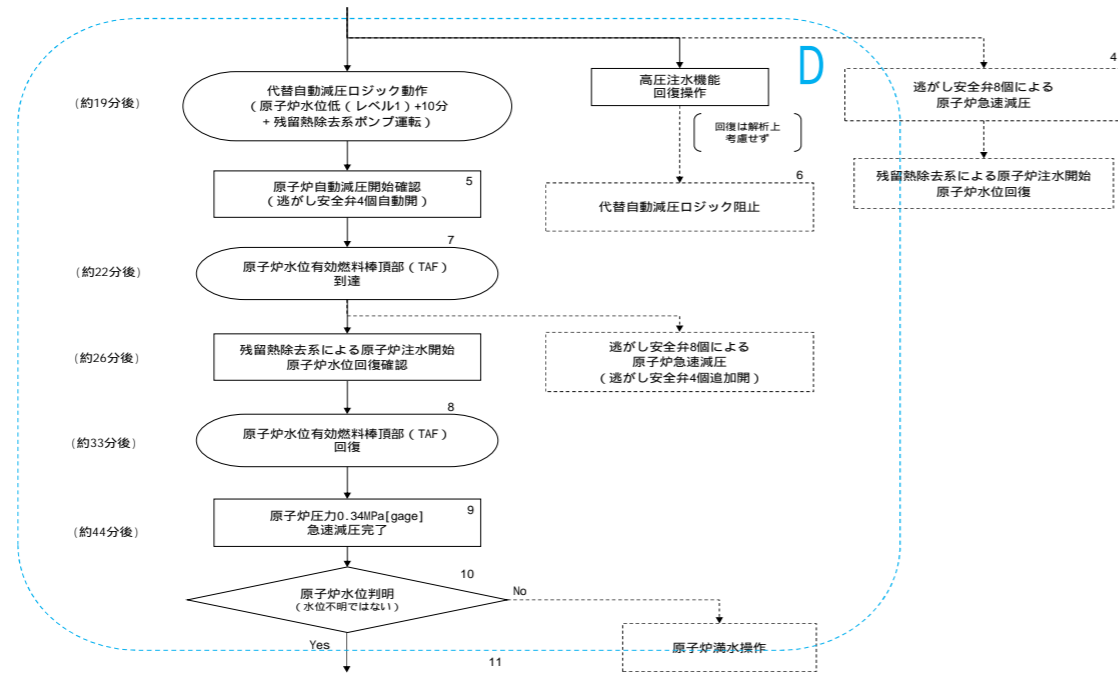 D
4
(約19分後)
代替自動減圧ロジック動作
(原子炉水位低(レベル1)+10分
+残留熱除去系ポンプ運転)
高圧注水機能
回復操作
逃がし安全弁8個による
原子炉急速減圧
回復は解析上
考慮せず
5
原子炉自動減圧開始確認
(逃がし安全弁4個自動開)
6
代替自動減圧ロジック阻止
残留熱除去系による原子炉注水開始
原子炉水位回復
7
(約22分後)
原子炉水位有効燃料棒頂部(TAF)
到達
(約26分後)
残留熱除去系による原子炉注水開始
原子炉水位回復確認
逃がし安全弁8個による
原子炉急速減圧
(逃がし安全弁4個追加開)
8
(約33分後)
原子炉水位有効燃料棒頂部(TAF)
回復
9
(約44分後)
原子炉圧力0.34MPa[gage]
急速減圧完了
10
原子炉水位判明
(水位不明ではない)
No
Yes
原子炉満水操作
11